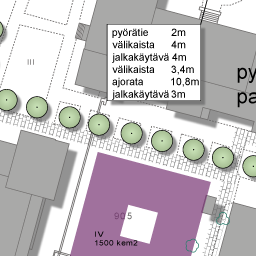 pyörätie 2m
välikaista 4m
jalkakäytävä 4m
välikaista 3,4m
ajorata 10,8m
jalkakäytävä 3m
py
pa
III
905
IV
1500 kem2